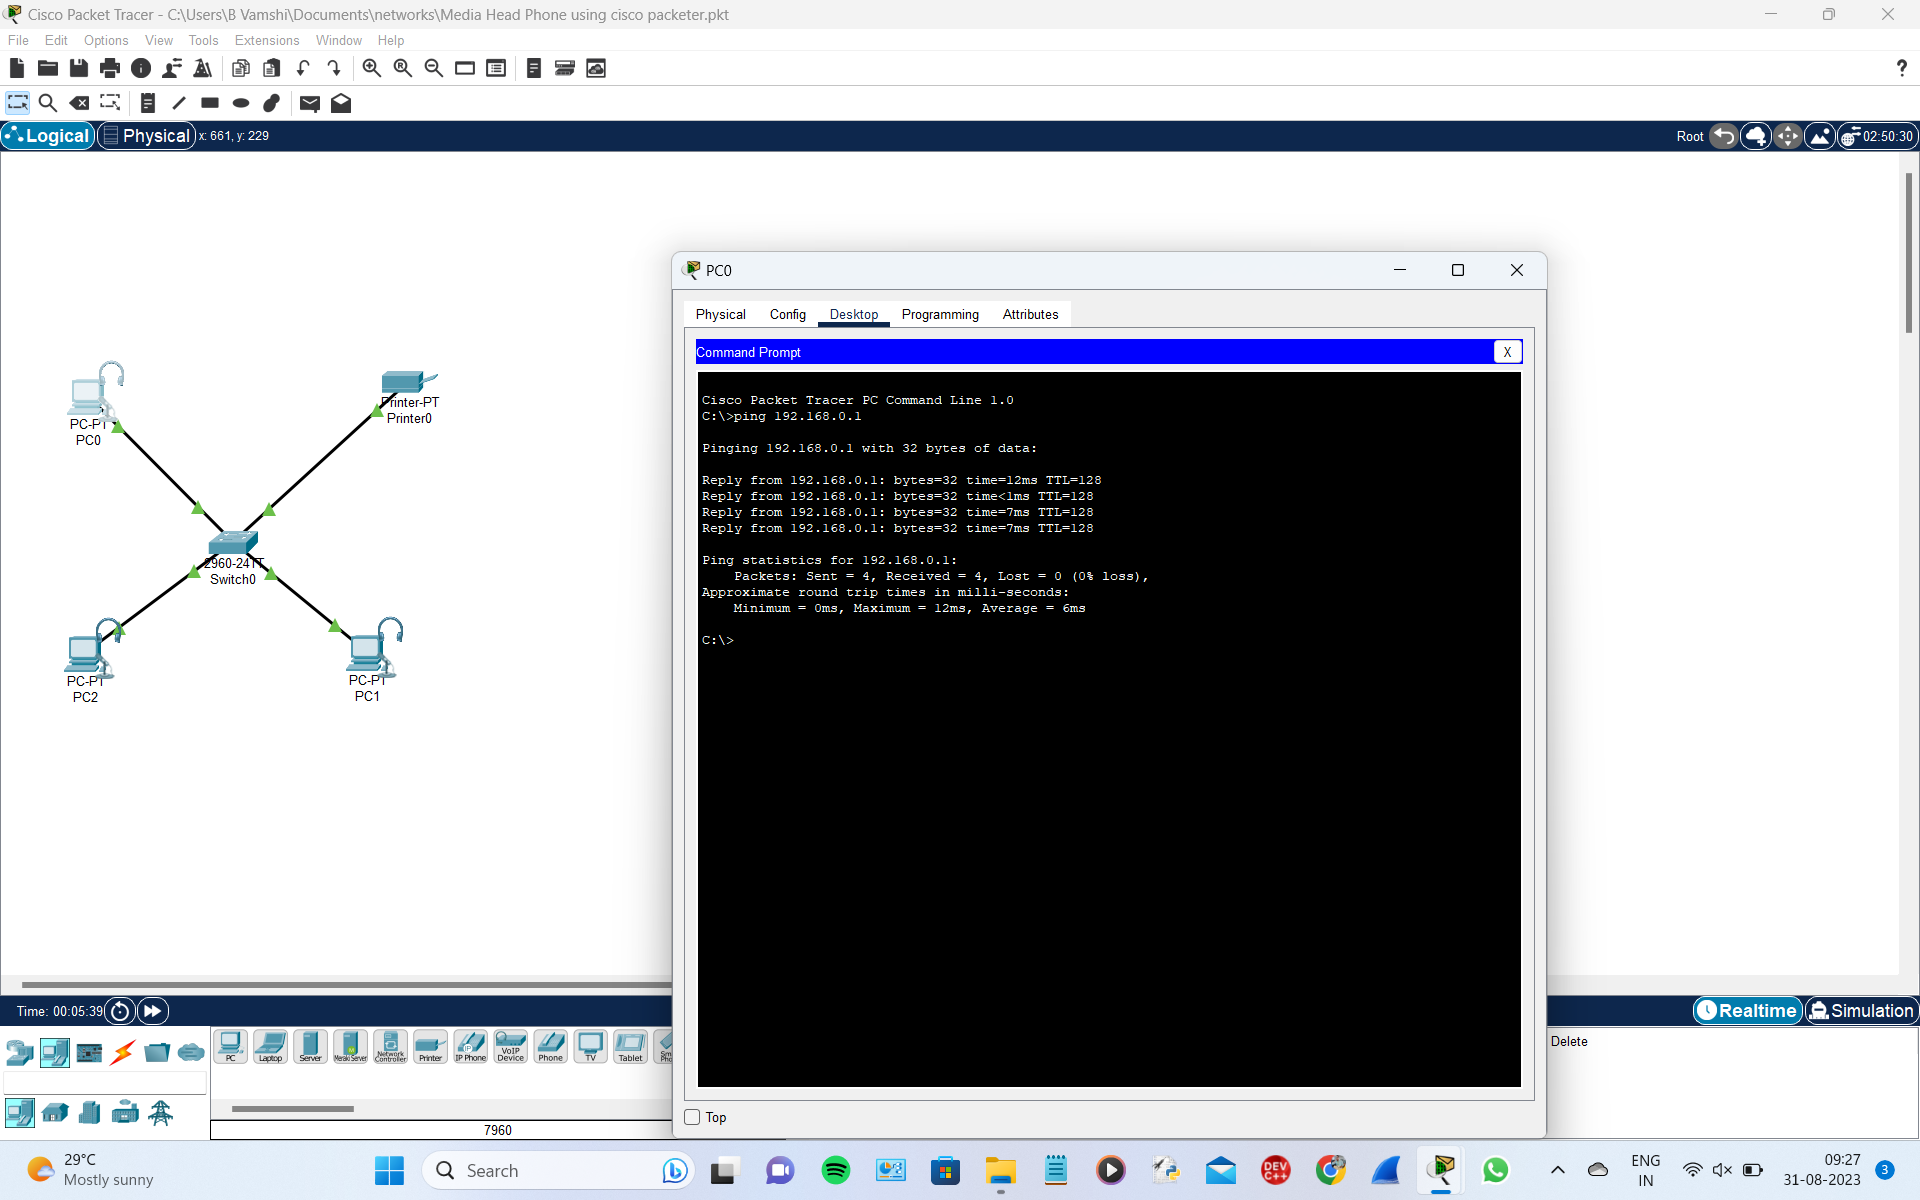 Cisco Packet Tracer - C:\Users\B Vamshi\Documents\networks\Media Head Phone using cisco packeter.pkt
File Edit Options View Tools Extensions Window Help
?
Logical Physical x: 661, y: 229 Root 02:50:30
PC0
Physical Config Desktop Programming Attributes
Command Prompt X
Cisco Packet Tracer PC Command Line 1.0
C:\>ping 192.168.0.1
Pinging 192.168.0.1 with 32 bytes of data:
Reply from 192.168.0.1: bytes=32 time=12ms TTL=128
Reply from 192.168.0.1: bytes=32 time<1ms TTL=128
Reply from 192.168.0.1: bytes=32 time=7ms TTL=128
Reply from 192.168.0.1: bytes=32 time=7ms TTL=128
Ping statistics for 192.168.0.1:
Packets: Sent = 4, Received = 4, Lost = 0 (0% loss),
Approximate round trip times in milli-seconds:
Minimum = 0ms, Maximum = 12ms, Average = 6ms
C:\>
Top
PC-PT
PC0
Printer-PT
Printer0
2960-24TT
Switch0
PC-PT
PC2
PC-PT
PC1
Time: 00:05:39 Realtime Simulation
PC Laptop Server Meraki Server Network Controller Printer IP Phone VoIP Device Phone TV Tablet
Delete
7960
29°C
Mostly sunny
Search
DEV C++
ENG
IN
09:27
31-08-2023
3